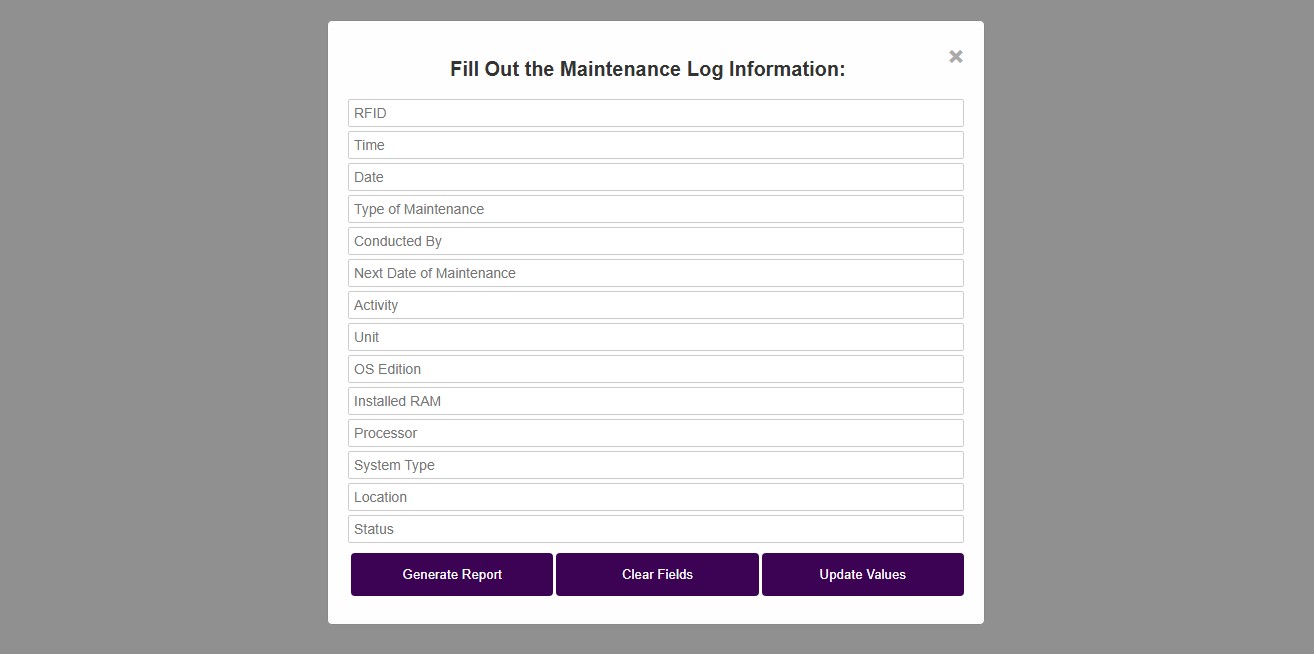 Fill Out the Maintenance Log Information:
RFID
Time
Date
Type of Maintenance
Conducted By
Next Date of Maintenance
Activity
Unit
OS Edition
Installed RAM
Processor
System Type
Location
Status
Generate Report Clear Fields Update Values